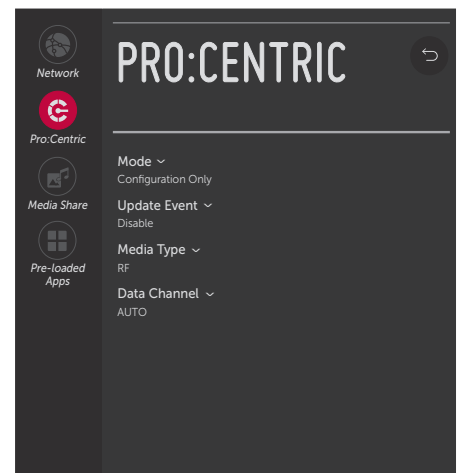 PRO:CENTRIC
Network
Pro:Centric
Media Share
Pre-loaded
Apps
Mode
Configuration Only
Update Event
Disable
Media Type
RF
Data Channel
AUTO